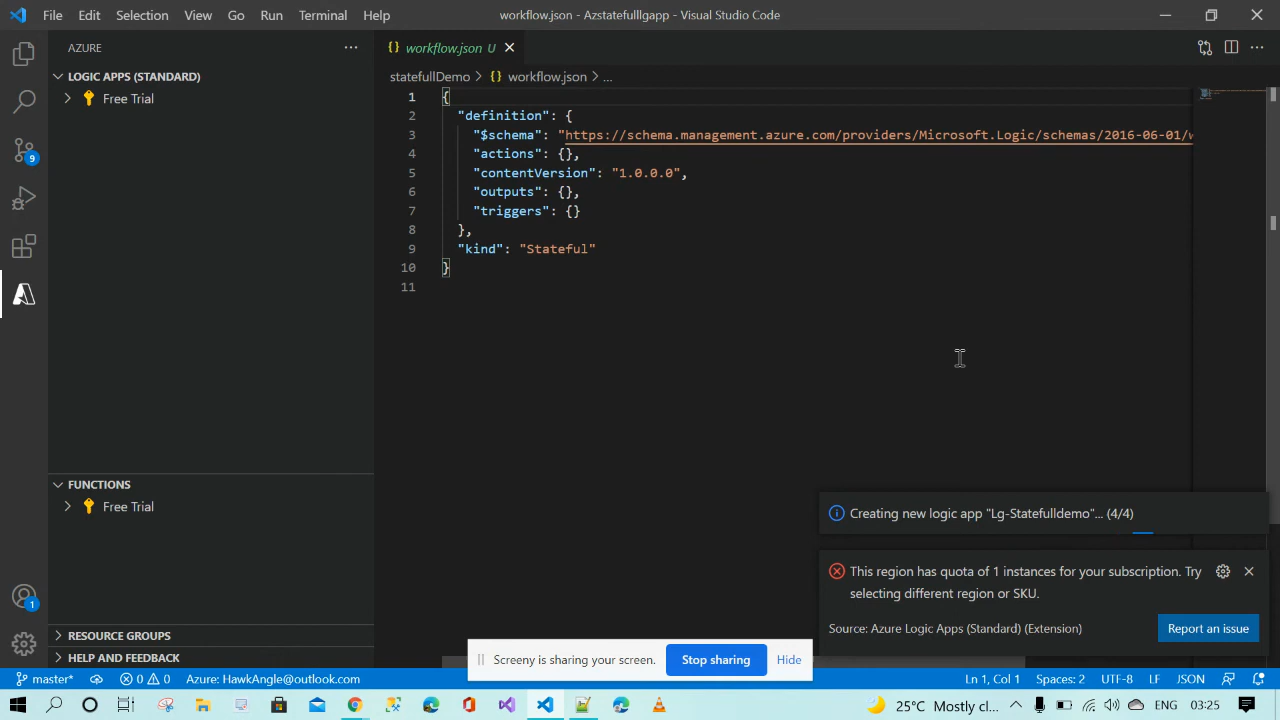 File Edit Selection View Go Run Terminal Help
workflow.json - Azstatefullgapp - Visual Studio Code
AZURE
LOGIC APPS (STANDARD)
Free Trial
FUNCTIONS
Free Trial
RESOURCE GROUPS
HELP AND FEEDBACK
9
1
{} workflow.json U
statefullDemo > {} workflow.json > ...
1 {
2 "definition": {
3 "$schema": "https://schema.management.azure.com/providers/Microsoft.Logic/schemas/2016-06-01/w
4 "actions": {},
5 "contentVersion": "1.0.0.0",
6 "outputs": {},
7 "triggers": {}
8 },
9 "kind": "Stateful"
10 }
11
Creating new logic app "Lg-Statefulldemo"... (4/4)
This region has quota of 1 instances for your subscription. Try
selecting different region or SKU.
Source: Azure Logic Apps (Standard) (Extension)
Report an issue
Screeny is sharing your screen. Stop sharing Hide
master* 0 0 Azure: HawkAngle@outlook.com
Ln 1, Col 1 Spaces: 2 UTF-8 LF JSON
25°C Mostly cl... ENG 03:25